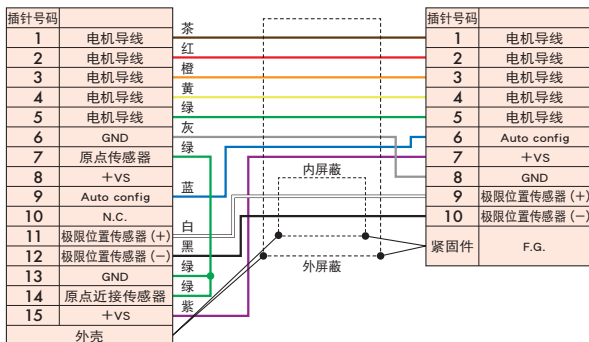 插针号码
1 电机导线
2 电机导线
3 电机导线
4 电机导线
5 电机导线
6 GND
7 原点传感器
8 +VS
9 Auto config
10 N.C.
11 极限位置传感器 (+)
12 极限位置传感器 (−)
13 GND
14 原点近接传感器
15 +VS
外壳
茶
红
橙
黄
绿
灰
绿
蓝
白
黑
绿
绿
紫
内屏蔽
外屏蔽
插针号码
1 电机导线
2 电机导线
3 电机导线
4 电机导线
5 电机导线
6 Auto config
7 +VS
8 GND
9 极限位置传感器 (+)
10 极限位置传感器 (−)
紧固件 F.G.